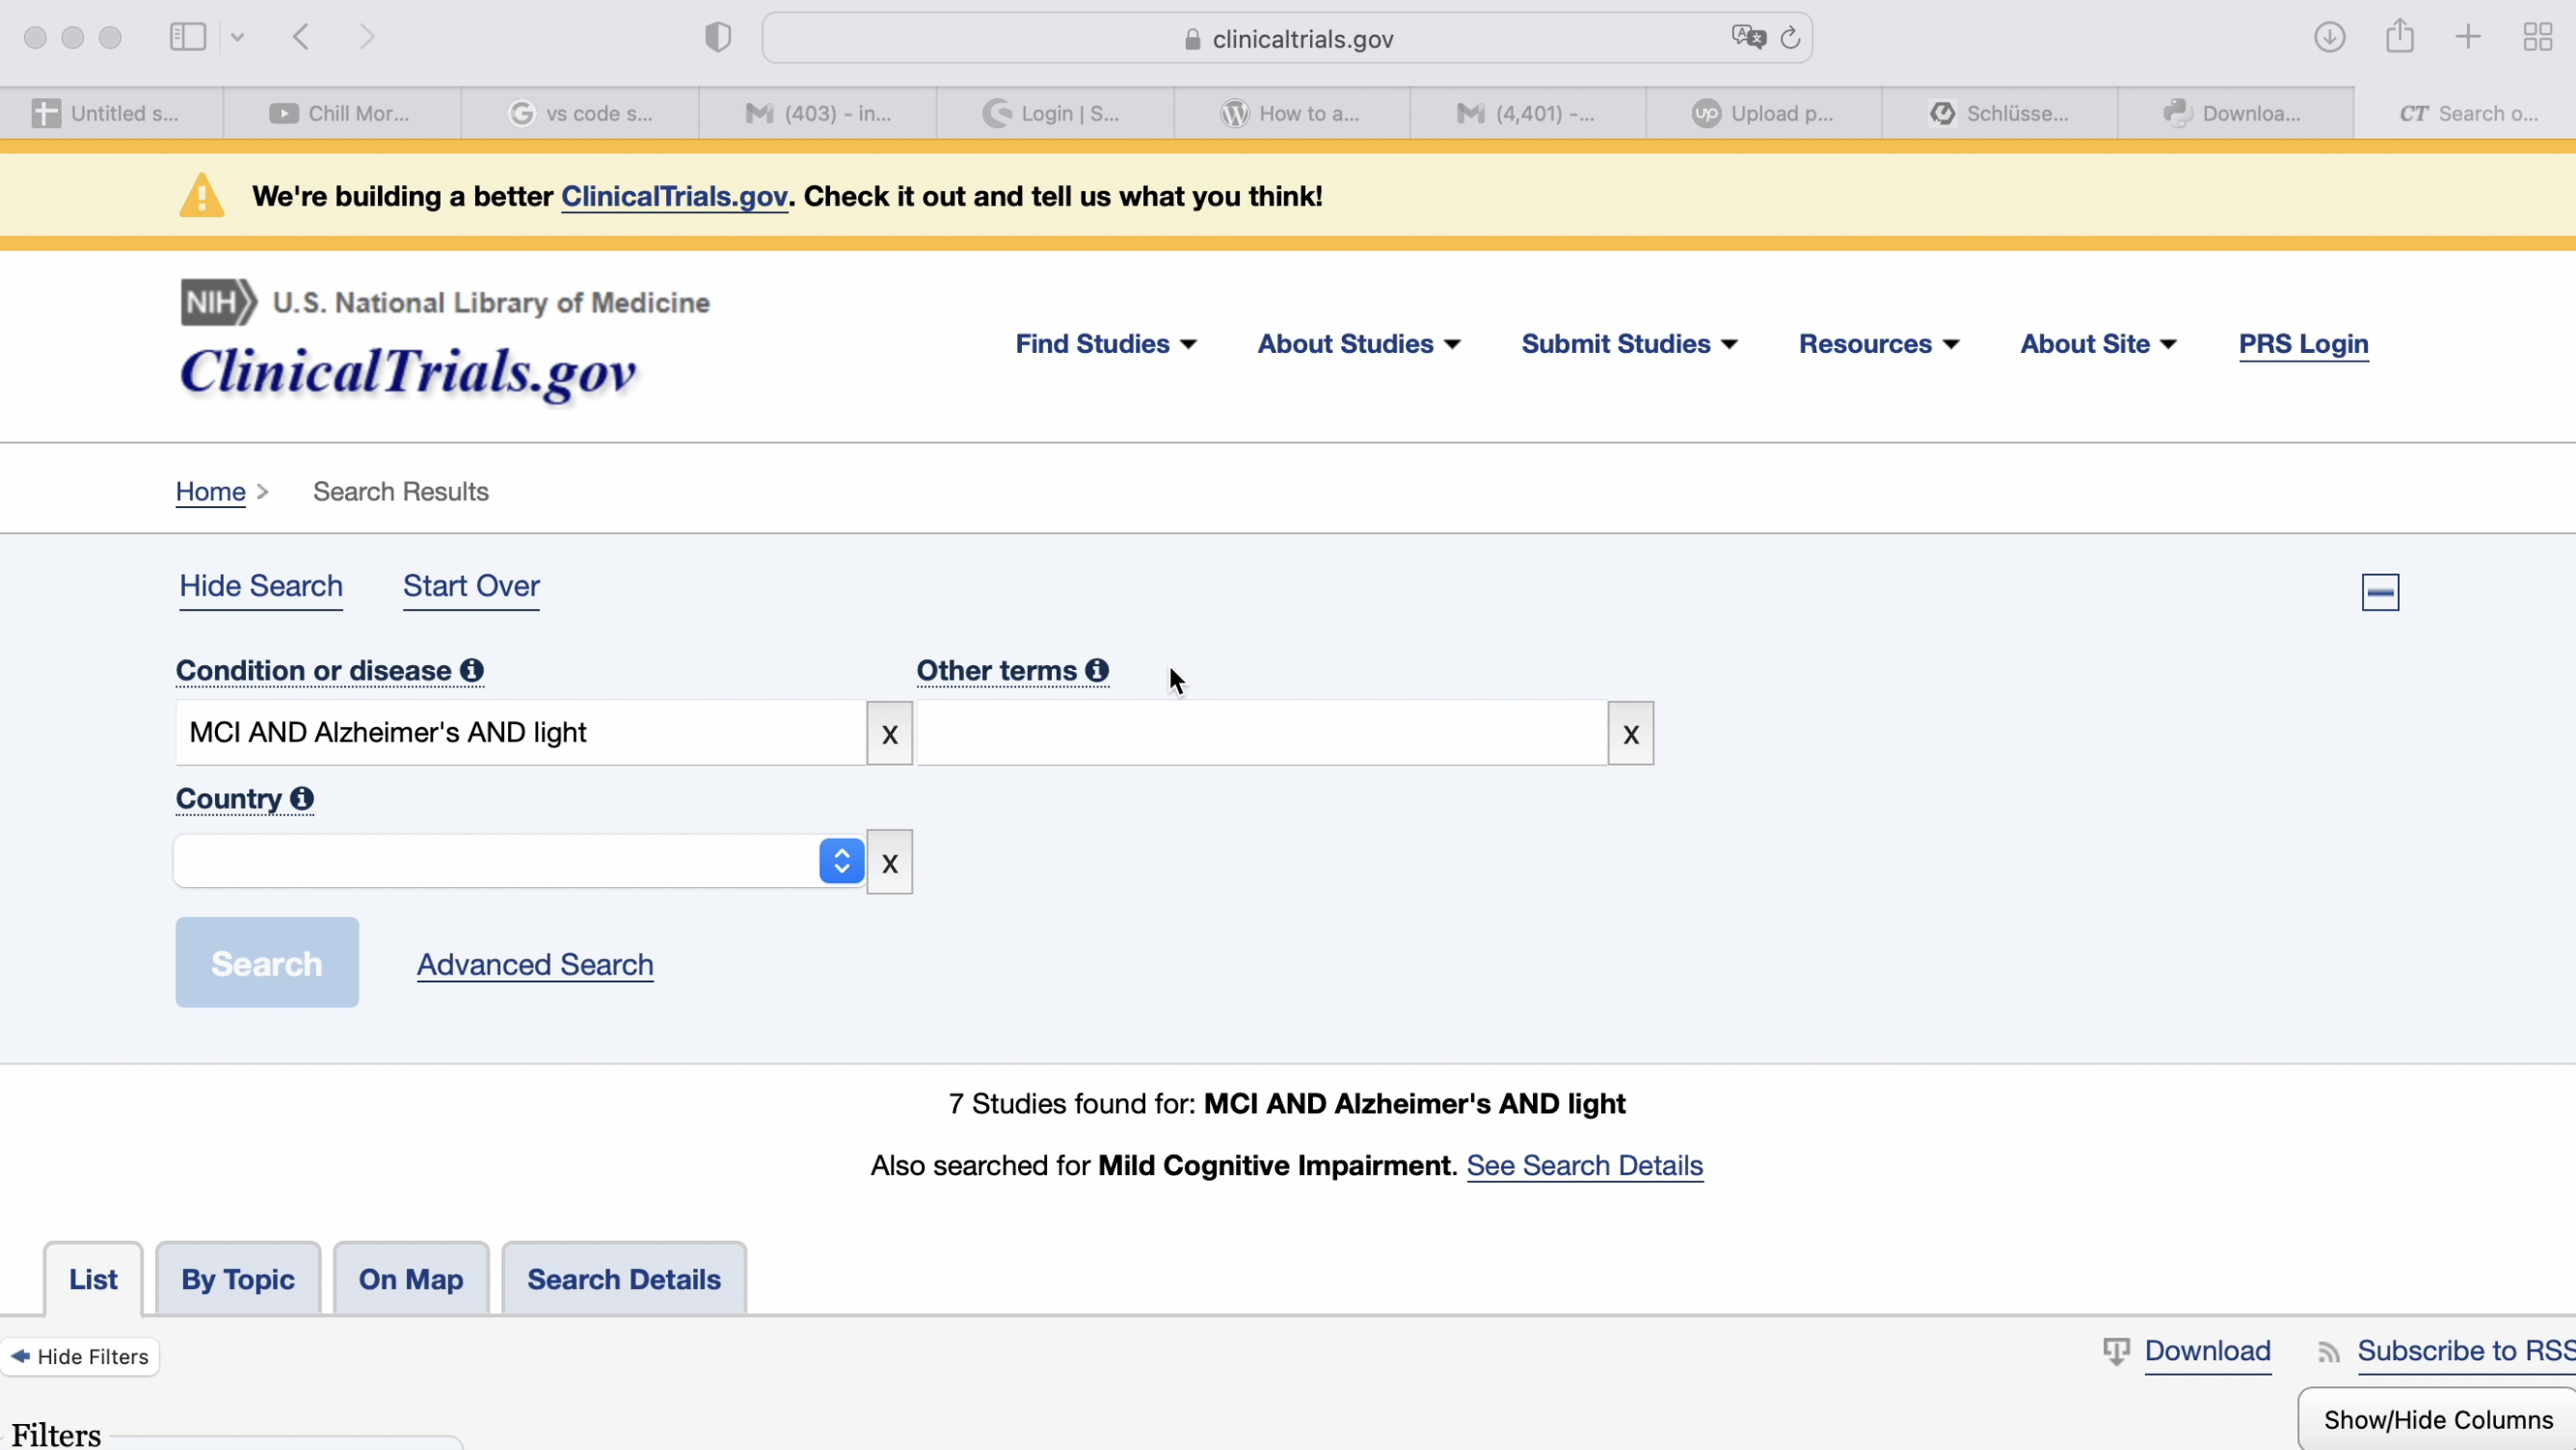 clinicaltrials.gov
Untitled s...
Chill Mor...
G vs code s...
(403) - in...
Login | S...
How to a...
(4,401) -...
up Upload p...
Schlüsse...
Downloa...
CT Search o...
We're building a better ClinicalTrials.gov. Check it out and tell us what you think!
NIH U.S. National Library of Medicine
ClinicalTrials.gov
Find Studies
About Studies
Submit Studies
Resources
About Site
PRS Login
Home > Search Results
Hide Search
Start Over
Condition or disease
Other terms
MCI AND Alzheimer's AND light
X
X
Country
X
Search
Advanced Search
7 Studies found for: MCI AND Alzheimer's AND light
Also searched for Mild Cognitive Impairment. See Search Details
List
By Topic
On Map
Search Details
Hide Filters
Download
Subscribe to RSS
Show/Hide Columns
Filters